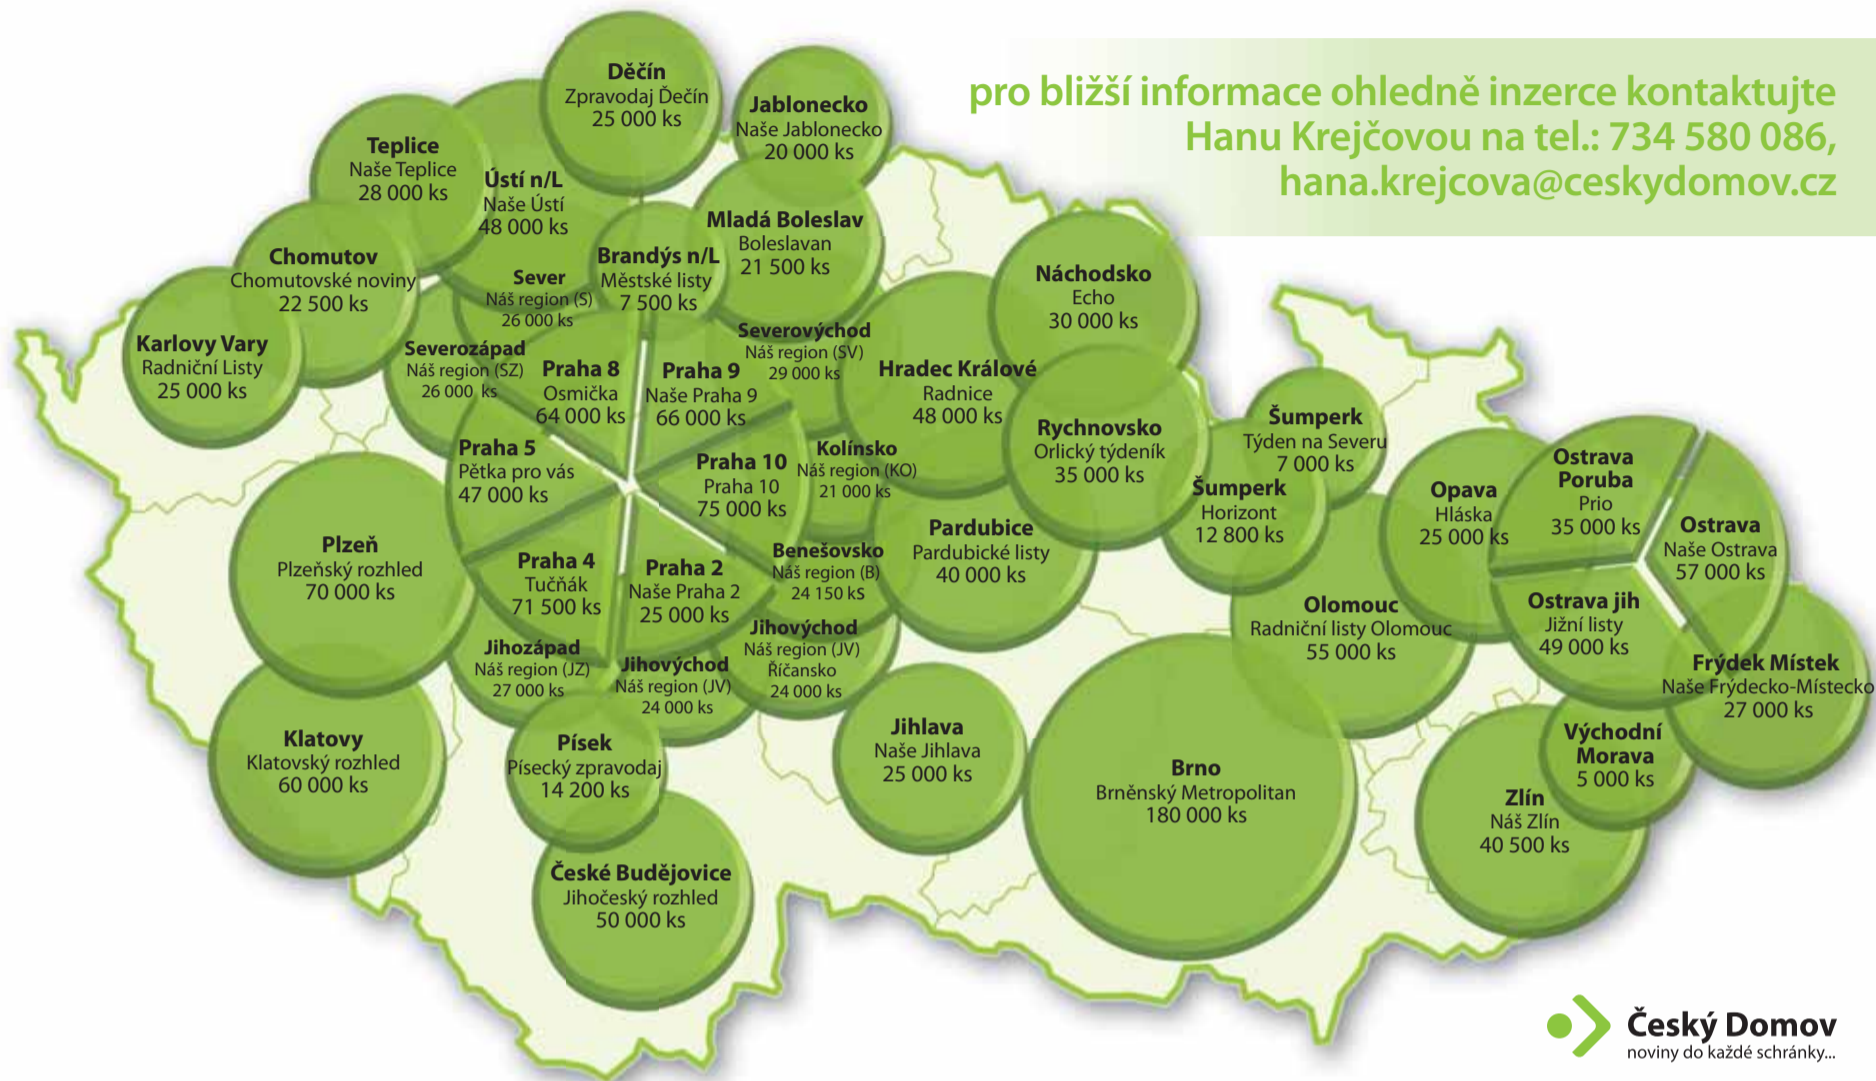 pro bližší informace ohledně inzerce kontaktujte
Hanu Krejčovou na tel.: 734 580 086,
hana.krejcova@ceskydomov.cz
Děčín
Zpravodaj Ďečín
25 000 ks
Jablonecko
Naše Jablonecko
20 000 ks
Teplice
Naše Teplice
28 000 ks
Ústí n/L
Naše Ústí
48 000 ks
Mladá Boleslav
Boleslavan
21 500 ks
Chomutov
Chomutovské noviny
22 500 ks
Sever
Náš region (S)
26 000 ks
Brandýs n/L
Městské listy
7 500 ks
Náchodsko
Echo
30 000 ks
Karlovy Vary
Radniční Listy
25 000 ks
Severozápad
Náš region (SZ)
26 000 ks
Praha 8
Osmička
64 000 ks
Praha 9
Naše Praha 9
66 000 ks
Severovýchod
Náš region (SV)
29 000 ks
Hradec Králové
Radnice
48 000 ks
Rychnovsko
Orlický týdeník
35 000 ks
Šumperk
Týden na Severu
7 000 ks
Praha 5
Pětka pro vás
47 000 ks
Praha 10
Praha 10
75 000 ks
Kolínsko
Náš region (KO)
21 000 ks
Šumperk
Horizont
12 800 ks
Opava
Hláska
25 000 ks
Ostrava
Poruba
Prio
35 000 ks
Ostrava
Naše Ostrava
57 000 ks
Plzeň
Plzeňský rozhled
70 000 ks
Praha 4
Tučňák
71 500 ks
Praha 2
Naše Praha 2
25 000 ks
Benešovsko
Náš region (B)
24 150 ks
Pardubice
Pardubické listy
40 000 ks
Olomouc
Radniční listy Olomouc
55 000 ks
Ostrava jih
Jižní listy
49 000 ks
Jihozápad
Náš region (JZ)
27 000 ks
Jihovýchod
Náš region (JV)
24 000 ks
Jihovýchod
Náš region (JV)
Říčansko
24 000 ks
Frýdek Místek
Naše Frýdecko-Místecko
27 000 ks
Klatovy
Klatovský rozhled
60 000 ks
Písek
Písecký zpravodaj
14 200 ks
Jihlava
Naše Jihlava
25 000 ks
Brno
Brněnský Metropolitan
180 000 ks
Východní
Morava
5 000 ks
Zlín
Náš Zlín
40 500 ks
České Budějovice
Jihočeský rozhled
50 000 ks
Český Domov
noviny do každé schránky...